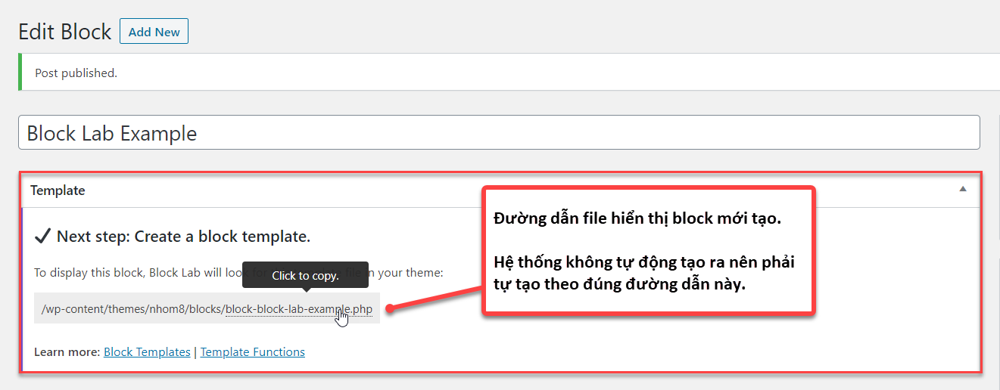 Edit Block Add New
Post published.
Block Lab Example
Template
Next step: Create a block template.
To display this block, Block Lab will look in your theme:
Click to copy.
/wp-content/themes/nhom8/blocks/block-block-lab-example.php
Learn more: Block Templates | Template Functions
Đường dẫn file hiển thị block mới tạo.
Hệ thống không tự động tạo ra nên phải
tự tạo theo đúng đường dẫn này.